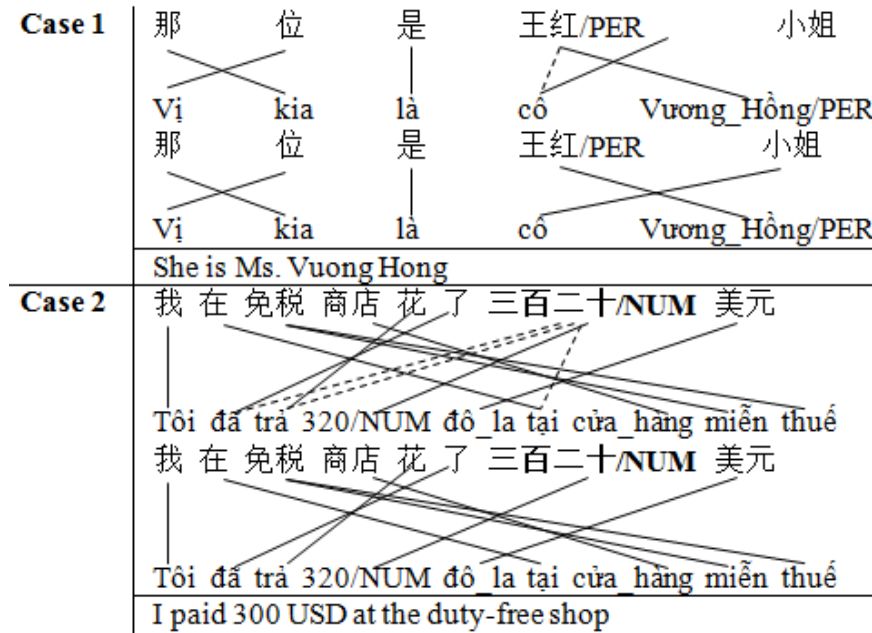 Case 1 那 位 是 王红/PER 小姐
Vị kia là cô Vương_Hồng/PER
那 位 是 王红/PER 小姐
Vị kia là cô Vương_Hồng/PER
She is Ms. Vuong Hong
Case 2 我 在 免税 商店 花 了 三百二十/NUM 美元
Tôi đã trả 320/NUM đô_la tại cửa_hàng miễn thuế
我 在 免税 商店 花 了 三百二十/NUM 美元
Tôi đã trả 320/NUM đô_la tại cửa_hàng miễn thuế
I paid 300 USD at the duty-free shop